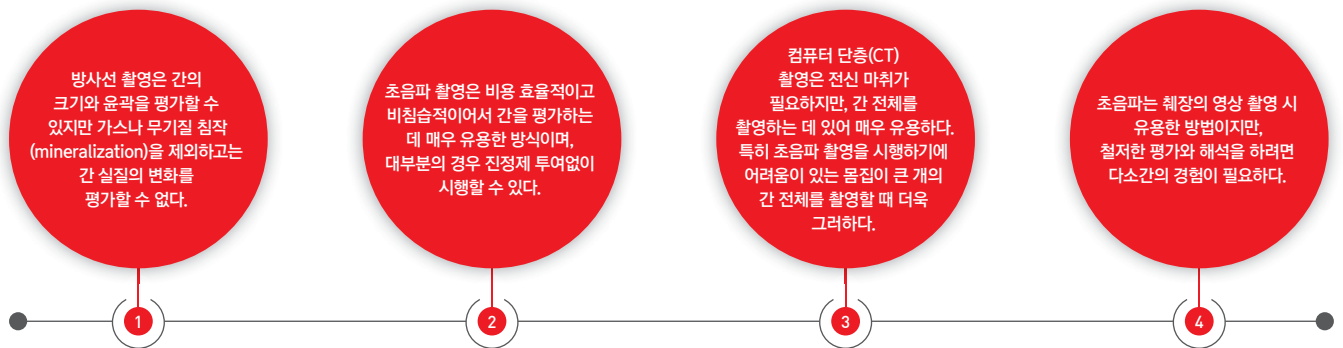 방사선 촬영은 간의
크기와 윤곽을 평가할 수
있지만 가스나 무기질 침착
(mineralization)을 제외하고는
간 실질의 변화를
평가할 수 없다.
1
초음파 촬영은 비용 효율적이고
비침습적이어서 간을 평가하는
데 매우 유용한 방식이며,
대부분의 경우 진정제 투여없이
시행할 수 있다.
2
컴퓨터 단층(CT)
촬영은 전신 마취가
필요하지만, 간 전체를
촬영하는 데 있어 매우 유용하다.
특히 초음파 촬영을 시행하기에
어려움이 있는 몸집이 큰 개의
간 전체를 촬영할 때 더욱
그러하다.
3
초음파는 췌장의 영상 촬영 시
유용한 방법이지만,
철저한 평가와 해석을 하려면
다소간의 경험이 필요하다.
4